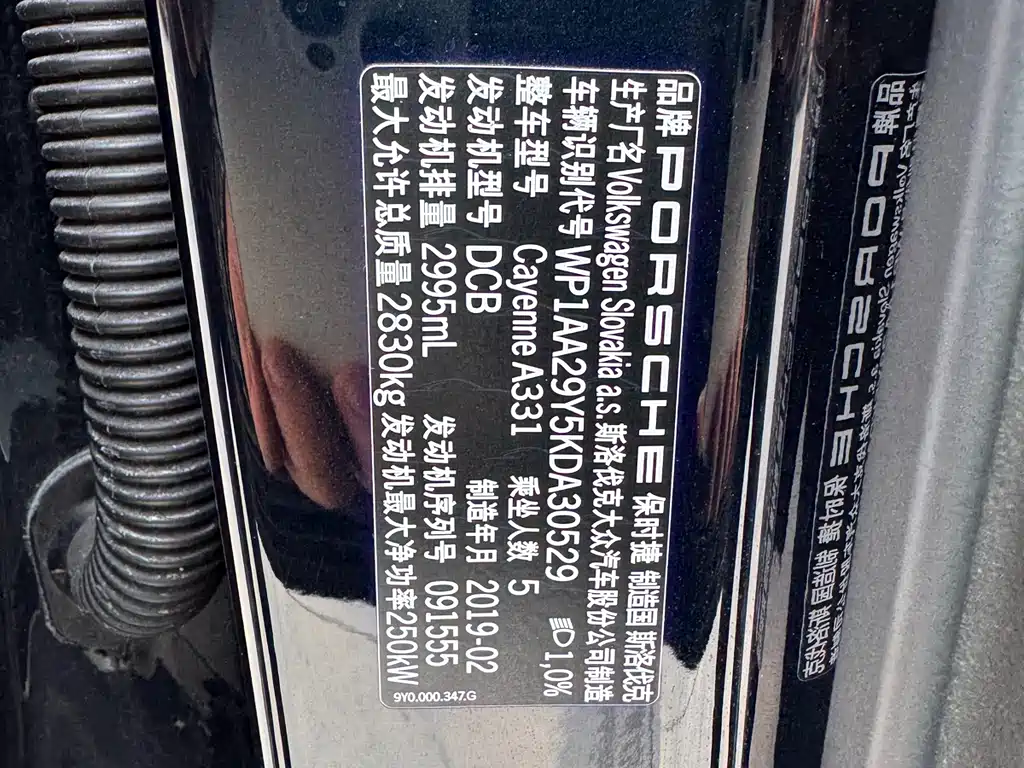 品牌 PORSCHE 保时捷 制造国 斯洛伐克
生产厂名 Volkswagen Slovakia a.s.斯洛伐克大众汽车股份公司制造
车辆识别代号 WP1AA29Y5KDA30529 1,0%
整车型号 Cayenne A331 乘坐人数 5
发动机型号 DCB 制造年月 2019-02
发动机排量 2995mL 发动机序列号 091555
最大允许总质量 2830kg 发动机最大净功率250kW
9Y0.000.347.G